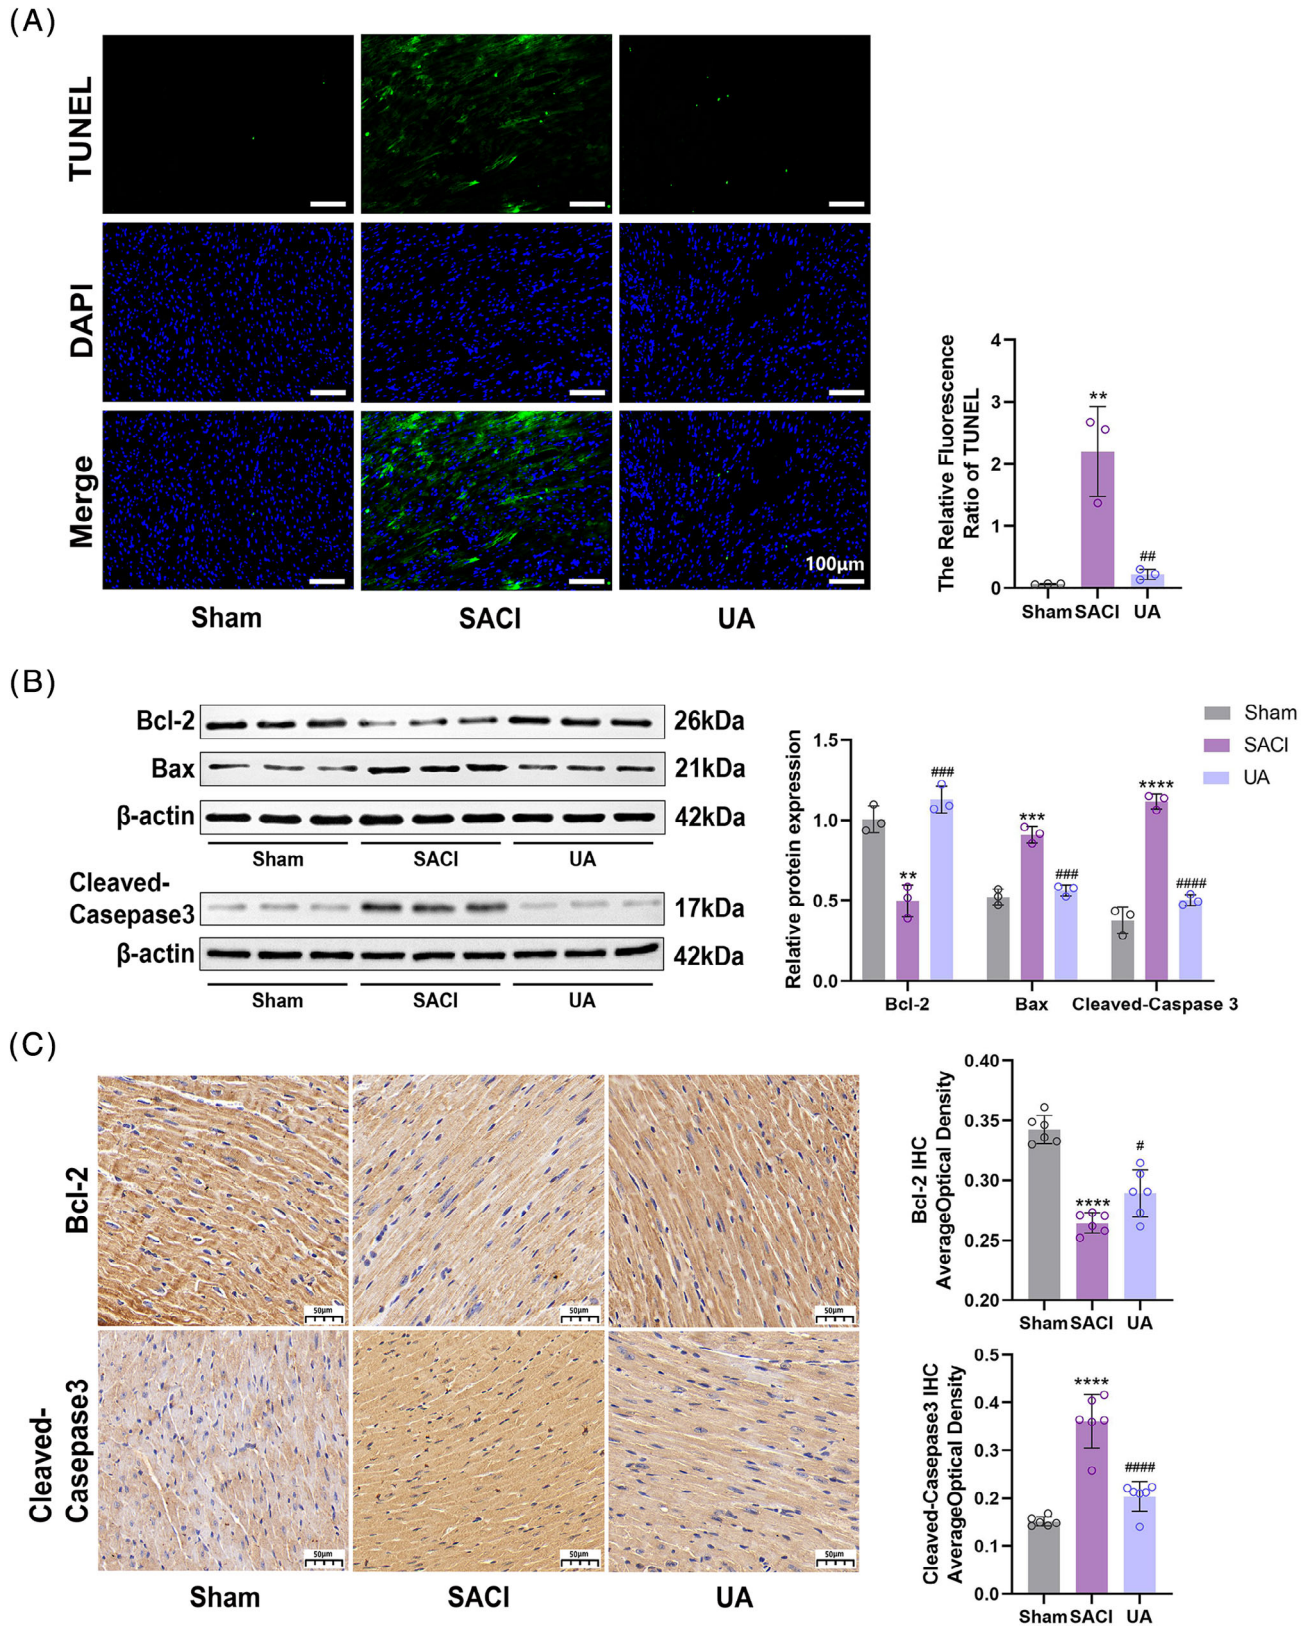 (A)
TUNEL
DAPI
Merge
100μm
Sham
SACI
UA
The Relative Fluorescence
Ratio of TUNEL
4
3
2
1
0
**
##
Sham
SACI
UA
(B)
Bcl-2
26kDa
Bax
21kDa
β-actin
42kDa
Sham
SACI
UA
Cleaved-
Casepase3
17kDa
β-actin
42kDa
Sham
SACI
UA
Relative protein expression
1.5
1.0
0.5
0.0
**
###
***
###
****
####
Bcl-2
Bax
Cleaved-Caspase 3
Sham
SACI
UA
(C)
Bcl-2
50μm
50μm
50μm
Cleaved-
Casepase3
50μm
50μm
50μm
Sham
SACI
UA
Bcl-2 IHC
AverageOptical Density
0.40
0.35
0.30
0.25
0.20
****
#
Sham
SACI
UA
Cleaved-Casepase3 IHC
AverageOptical Density
0.5
0.4
0.3
0.2
0.1
0.0
****
####
Sham
SACI
UA